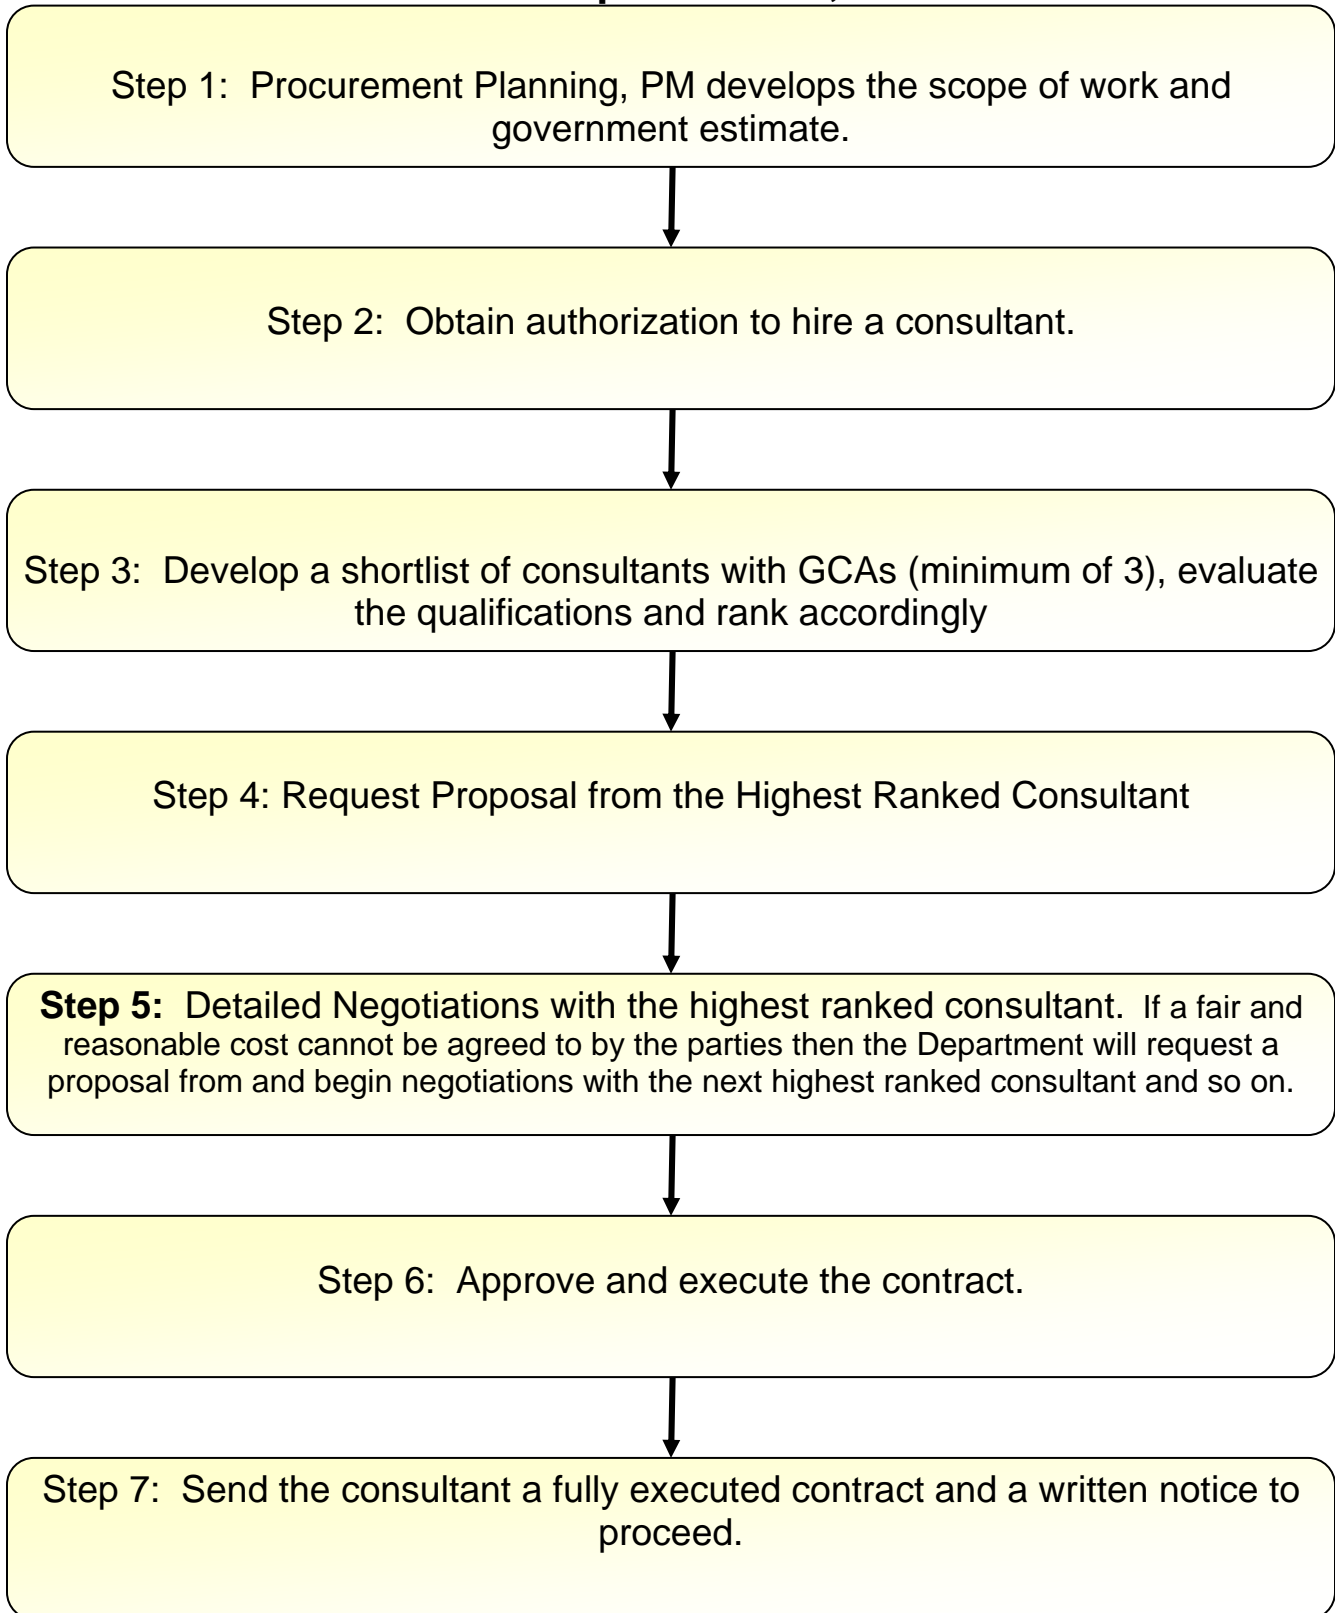 Step 1: Procurement Planning, PM develops the scope of work and
government estimate.
Step 2: Obtain authorization to hire a consultant.
Step 3: Develop a shortlist of consultants with GCAs (minimum of 3), evaluate
the qualifications and rank accordingly
Step 4: Request Proposal from the Highest Ranked Consultant
Step 5: Detailed Negotiations with the highest ranked consultant. If a fair and
reasonable cost cannot be agreed to by the parties then the Department will request a
proposal from and begin negotiations with the next highest ranked consultant and so on.
Step 6: Approve and execute the contract.
Step 7: Send the consultant a fully executed contract and a written notice to
proceed.